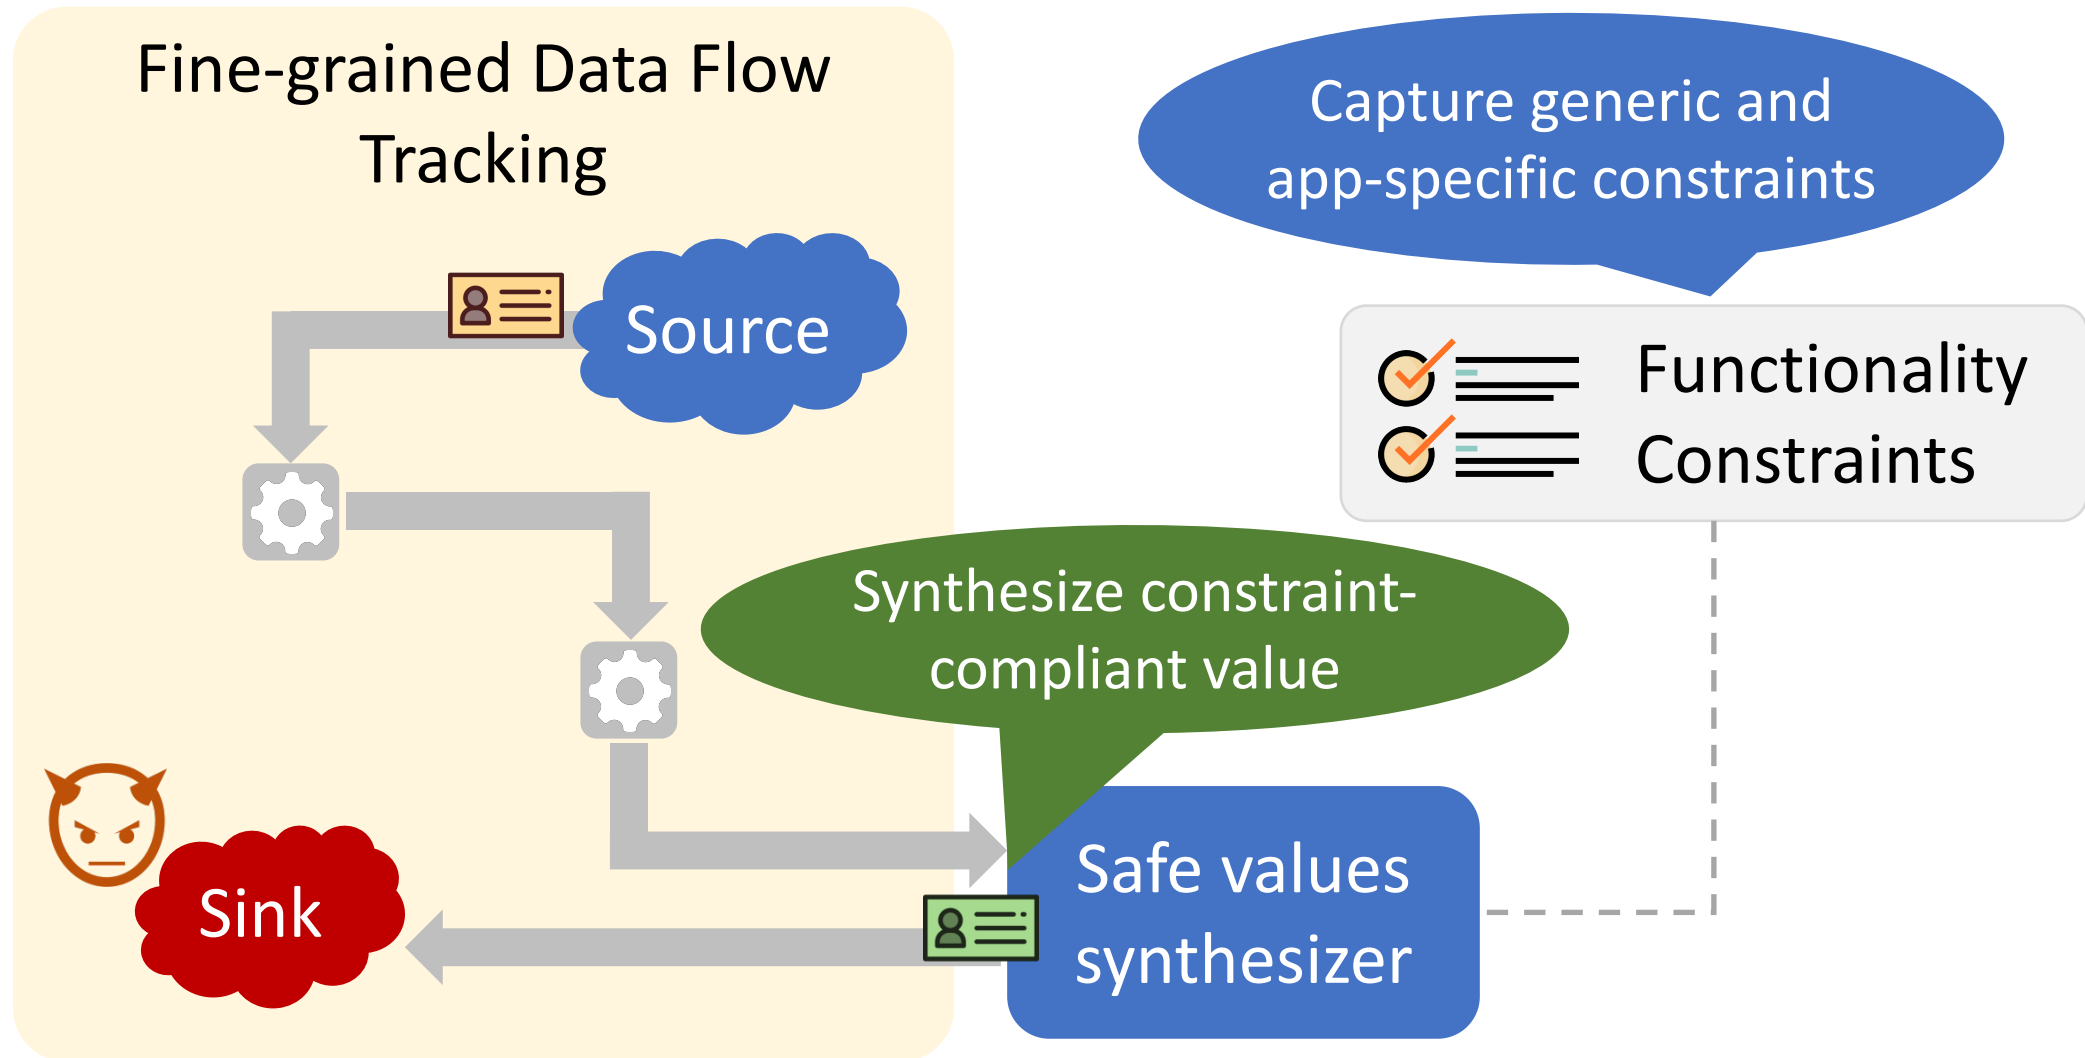 Fine-grained Data Flow
Tracking
Capture generic and
app-specific constraints
Source
Functionality
Constraints
Synthesize constraint-
compliant value
Safe values
synthesizer
Sink